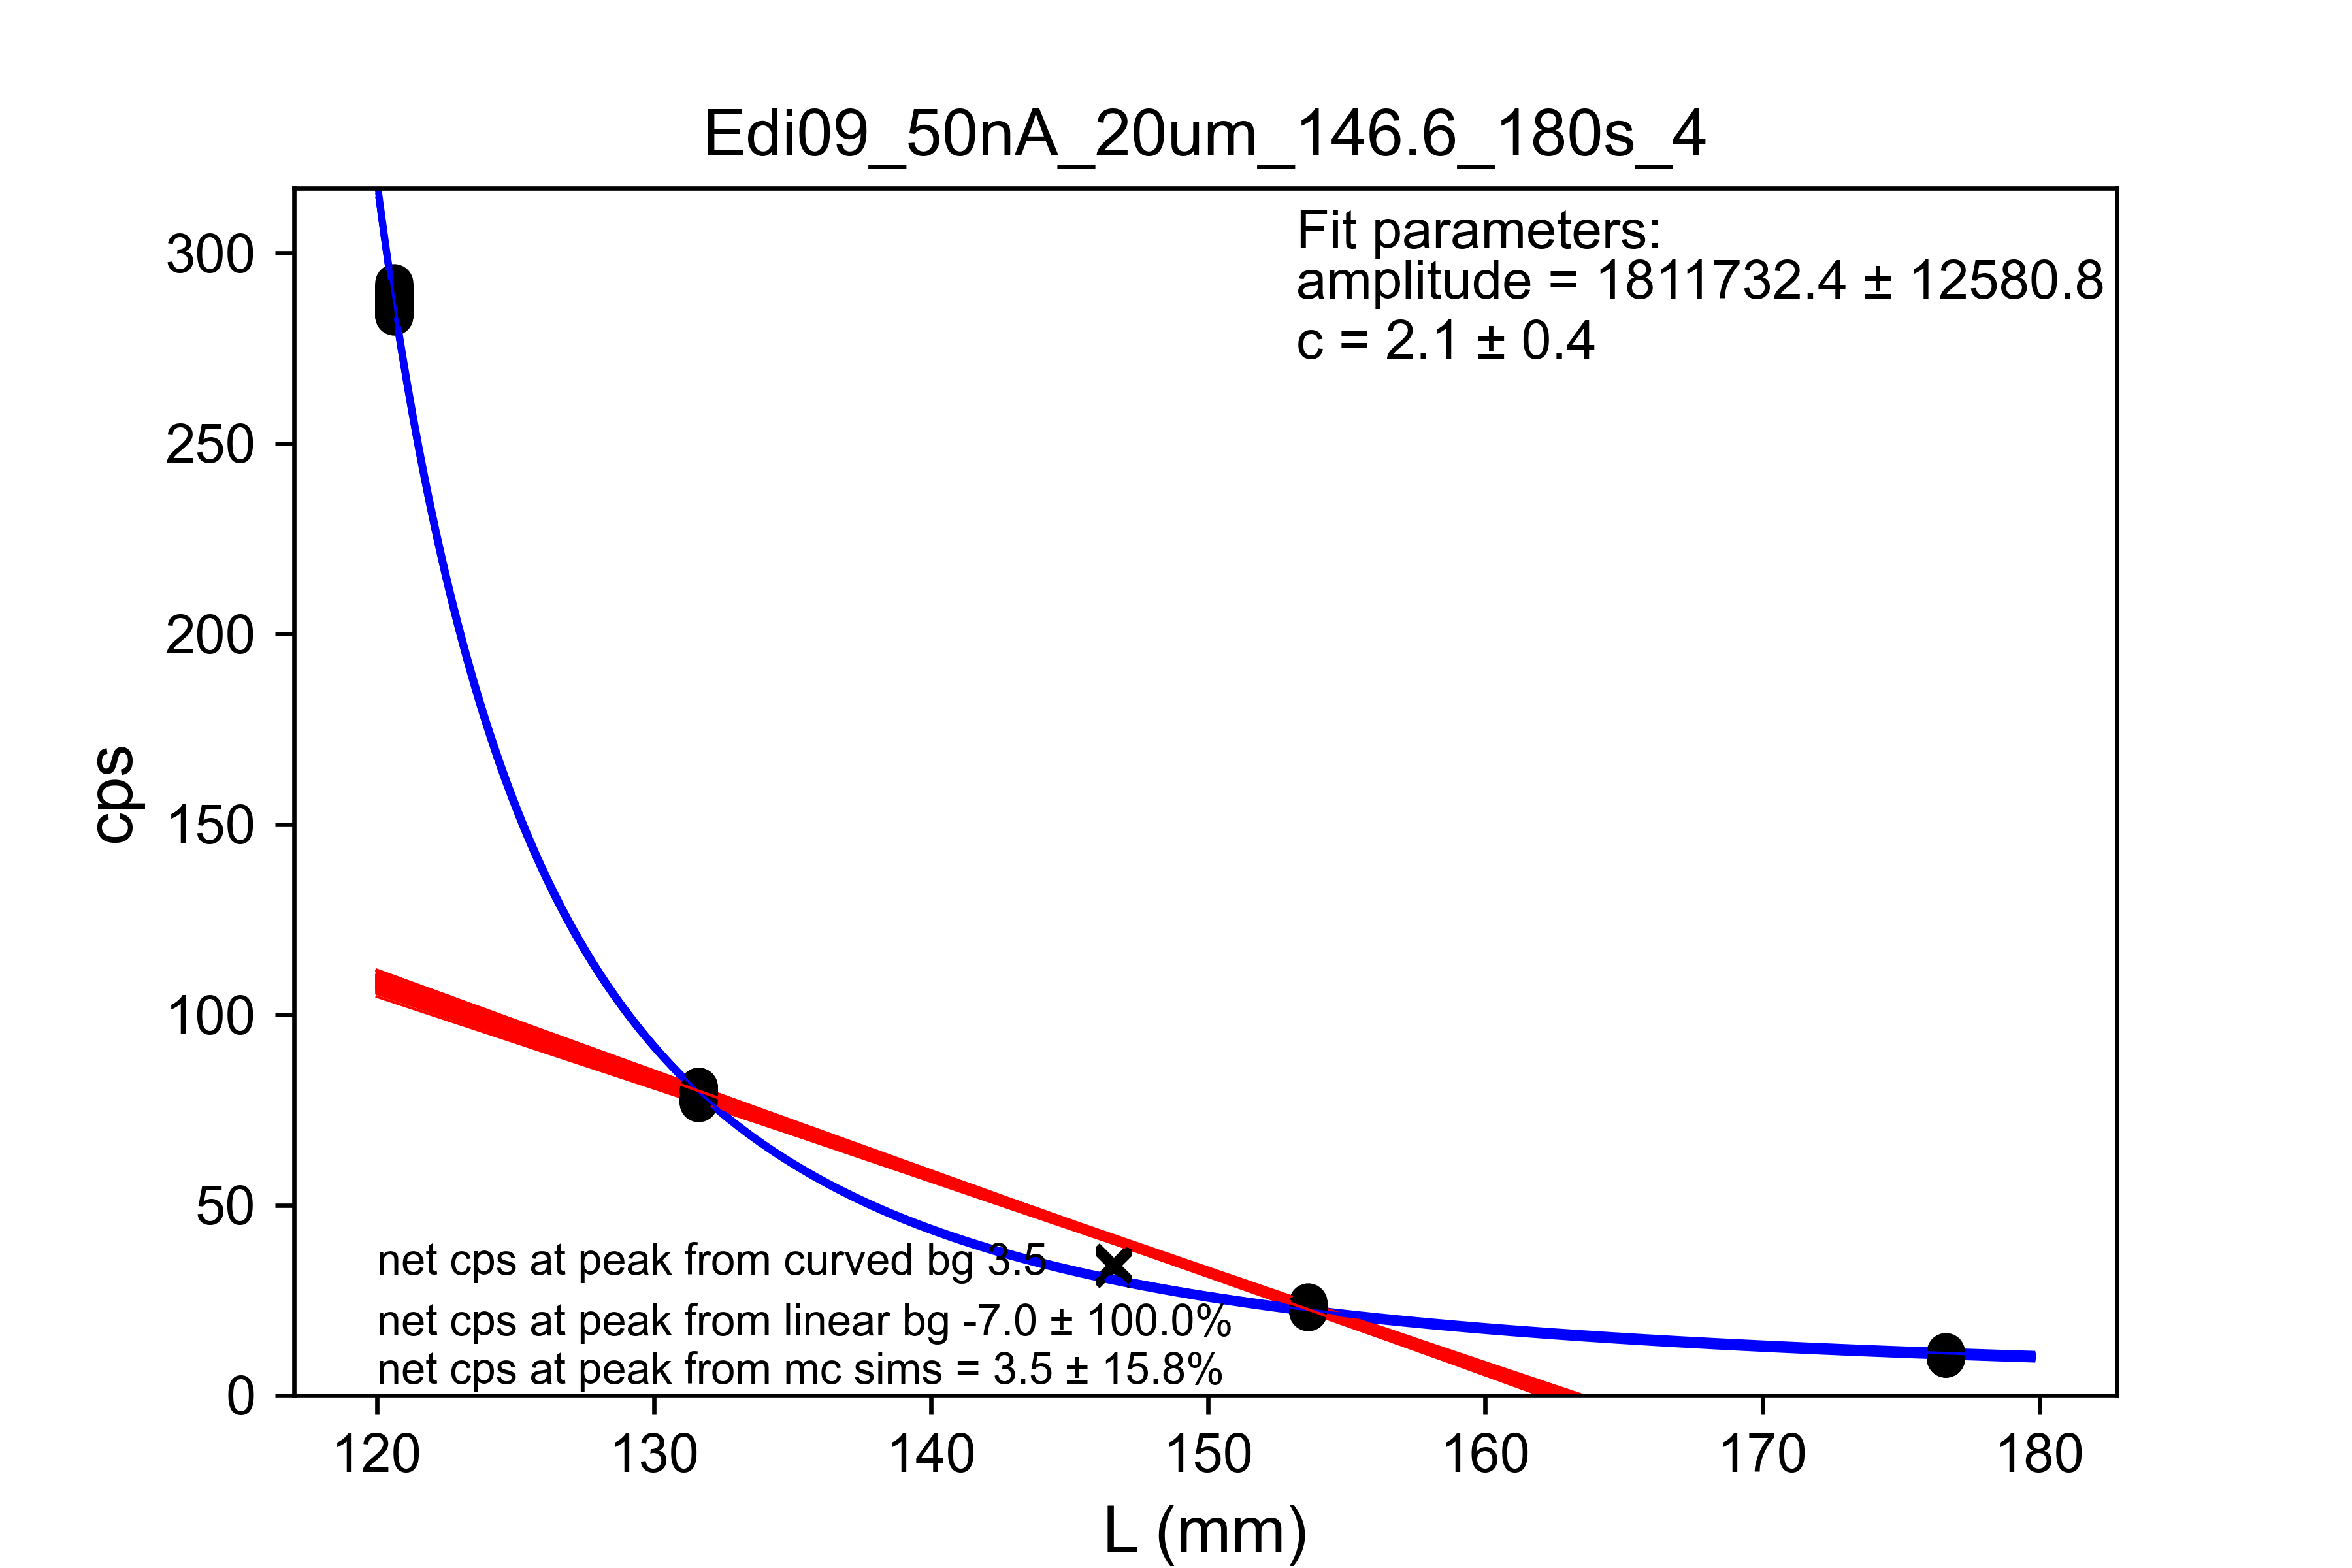 Edi09_50nA_20um_146.6_180s_4
Fit parameters:
amplitude = 1811732.4 ± 12580.8
c = 2.1 ± 0.4
300
250
200
150
100
50
0
cps
net cps at peak from curved bg 3.5
net cps at peak from linear bg -7.0 ± 100.0%
net cps at peak from mc sims = 3.5 ± 15.8%
120 130 140 150 160 170 180
L (mm)